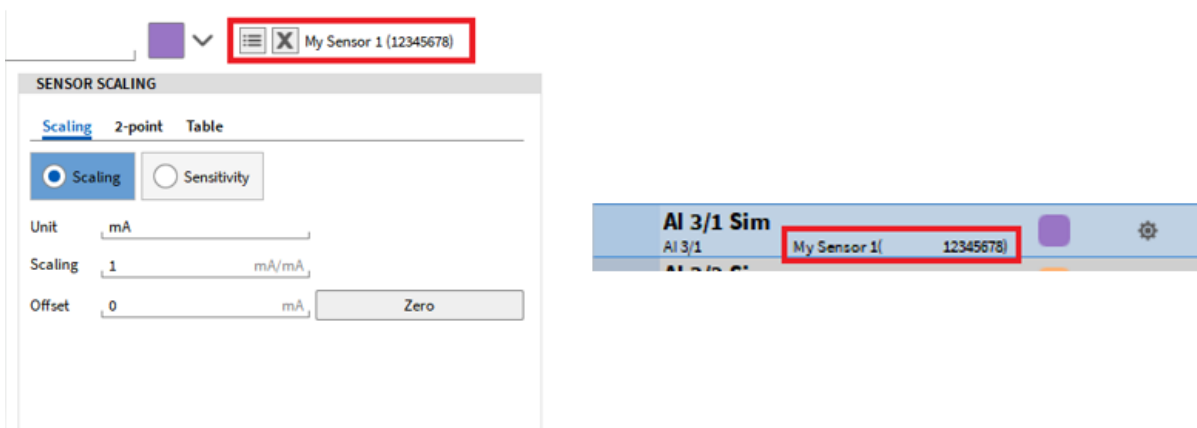 My Sensor 1 (12345678)
SENSOR SCALING
Scaling 2-point Table
Scaling Sensitivity
Unit mA
Scaling 1 mA/mA
Offset 0 mA Zero
AI 3/1 Sim
AI 3/1 My Sensor 1( 12345678)